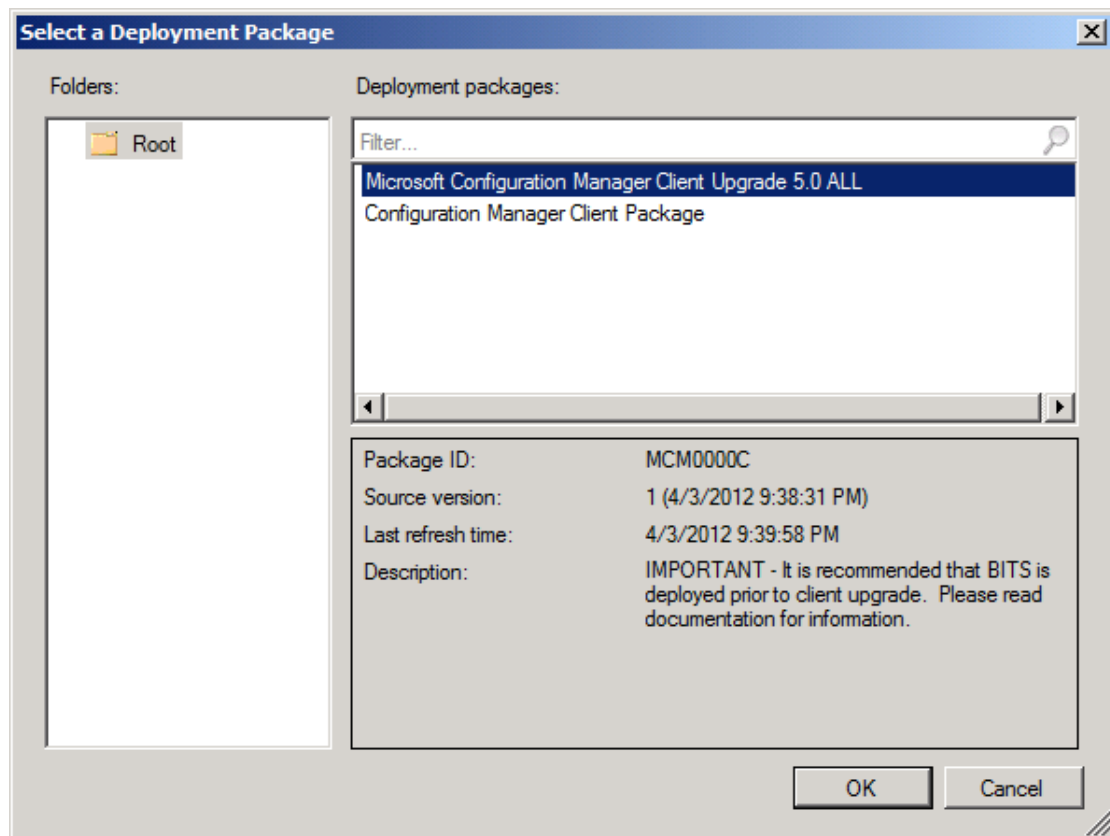 Select a Deployment Package
Folders:
Deployment packages:
Root
Filter...
Microsoft Configuration Manager Client Upgrade 5.0 ALL
Configuration Manager Client Package
Package ID: MCM0000C
Source version: 1 (4/3/2012 9:38:31 PM)
Last refresh time: 4/3/2012 9:39:58 PM
Description: IMPORTANT - It is recommended that BITS is
deployed prior to client upgrade.  Please read
documentation for information.
OK
Cancel